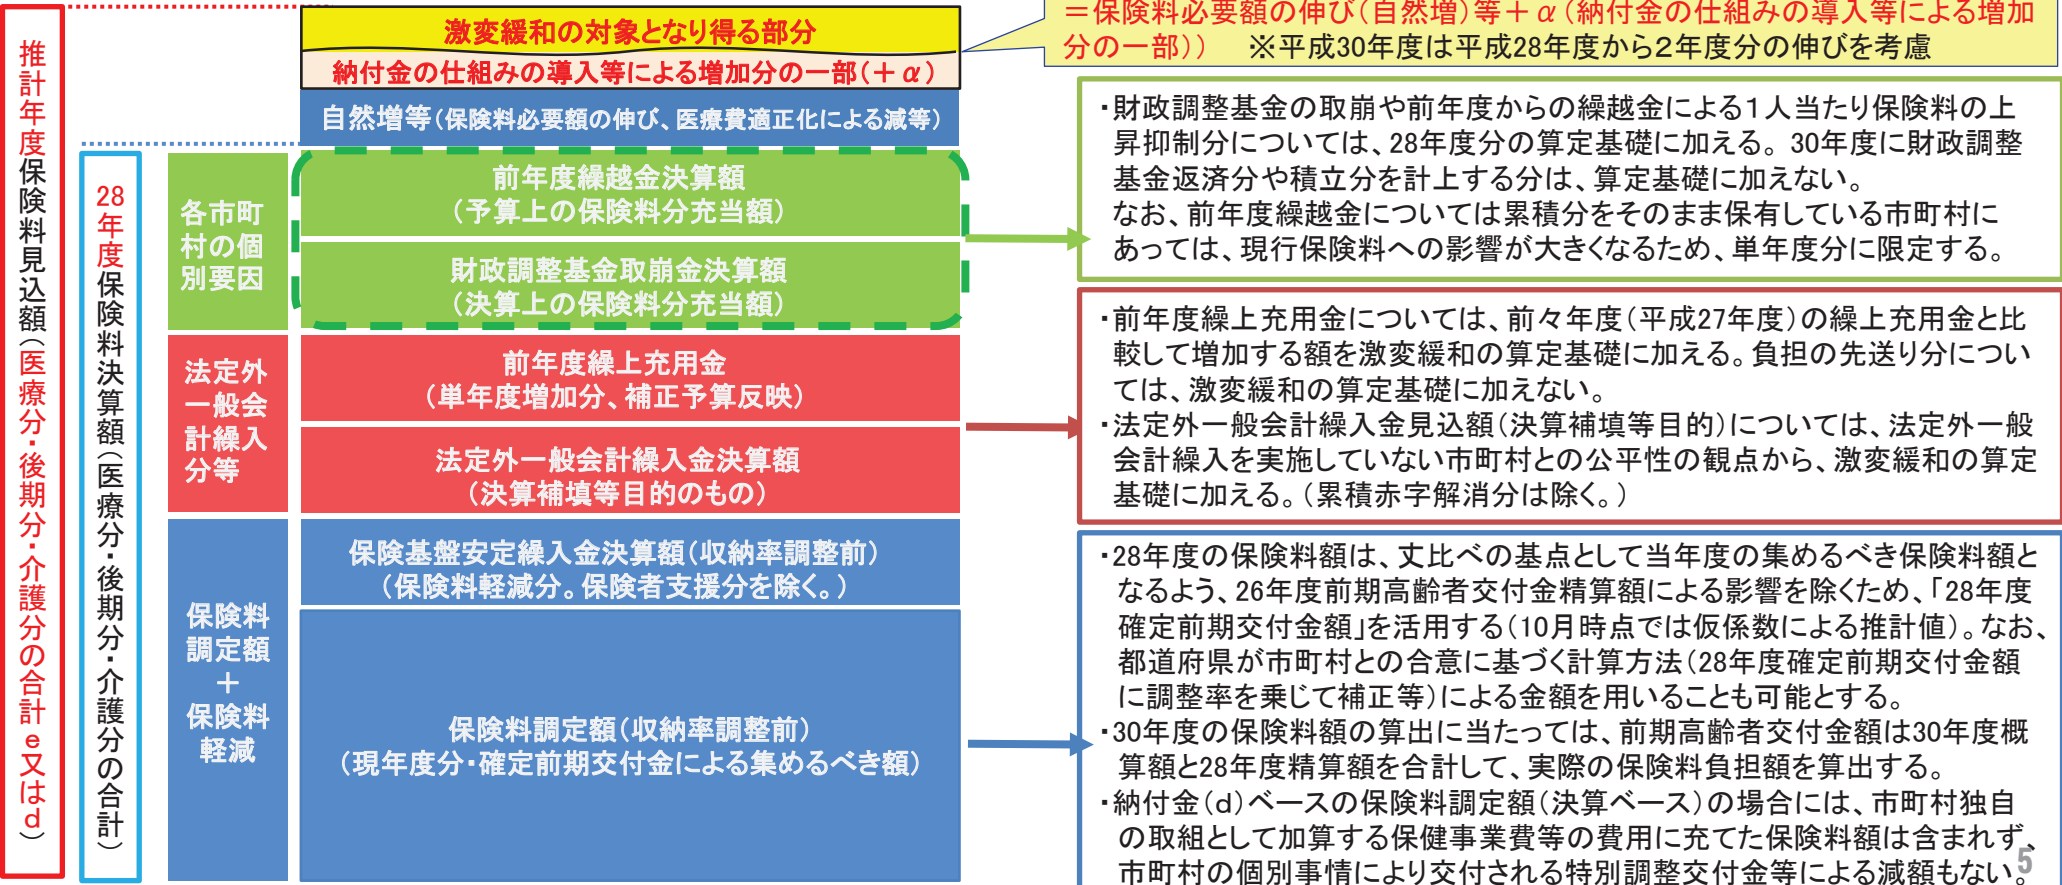 推計年度保険料見込額（医療分・後期分・介護分の合計 e又はd）
28年度保険料決算額（医療分・後期分・介護分の合計）
激変緩和の対象となり得る部分
納付金の仕組みの導入等による増加分の一部（＋α）
自然増等（保険料必要額の伸び、医療費適正化による減等）
各市町
村の個
別要因
前年度繰越金決算額
（予算上の保険料分充当額）
財政調整基金取崩金決算額
（決算上の保険料分充当額）
法定外
一般会
計繰入
分等
前年度繰上充用金
（単年度増加分、補正予算反映）
法定外一般会計繰入金決算額
（決算補填等目的のもの）
保険料
調定額
＋
保険料
軽減
保険基盤安定繰入金決算額（収納率調整前）
（保険料軽減分。保険者支援分を除く。）
保険料調定額（収納率調整前）
（現年度分・確定前期交付金による集めるべき額）
＝保険料必要額の伸び（自然増）等＋α（納付金の仕組みの導入等による増加
分の一部））　※平成30年度は平成28年度から２年度分の伸びを考慮
・財政調整基金の取崩や前年度からの繰越金による１人当たり保険料の上
昇抑制分については、28年度分の算定基礎に加える。30年度に財政調整
基金返済分や積立分を計上する分は、算定基礎に加えない。
なお、前年度繰越金については累積分をそのまま保有している市町村に
あっては、現行保険料への影響が大きくなるため、単年度分に限定する。
・前年度繰上充用金については、前々年度（平成27年度）の繰上充用金と比
較して増加する額を激変緩和の算定基礎に加える。負担の先送り分につい
ては、激変緩和の算定基礎に加えない。
・法定外一般会計繰入金見込額（決算補填等目的）については、法定外一般
会計繰入を実施していない市町村との公平性の観点から、激変緩和の算定
基礎に加える。（累積赤字解消分は除く。）
・28年度の保険料額は、丈比べの基点として当年度の集めるべき保険料額と
なるよう、26年度前期高齢者交付金精算額による影響を除くため、「28年度
確定前期交付金額」を活用する（10月時点では仮係数による推計値）。なお、
都道府県が市町村との合意に基づく計算方法（28年度確定前期交付金額
に調整率を乗じて補正等）による金額を用いることも可能とする。
・30年度の保険料額の算出に当たっては、前期高齢者交付金額は30年度概
算額と28年度精算額を合計して、実際の保険料負担額を算出する。
・納付金（d）ベースの保険料調定額（決算ベース）の場合には、市町村独自
の取組として加算する保健事業費等の費用に充てた保険料額は含まれず、
市町村の個別事情により交付される特別調整交付金等による減額もない。
5